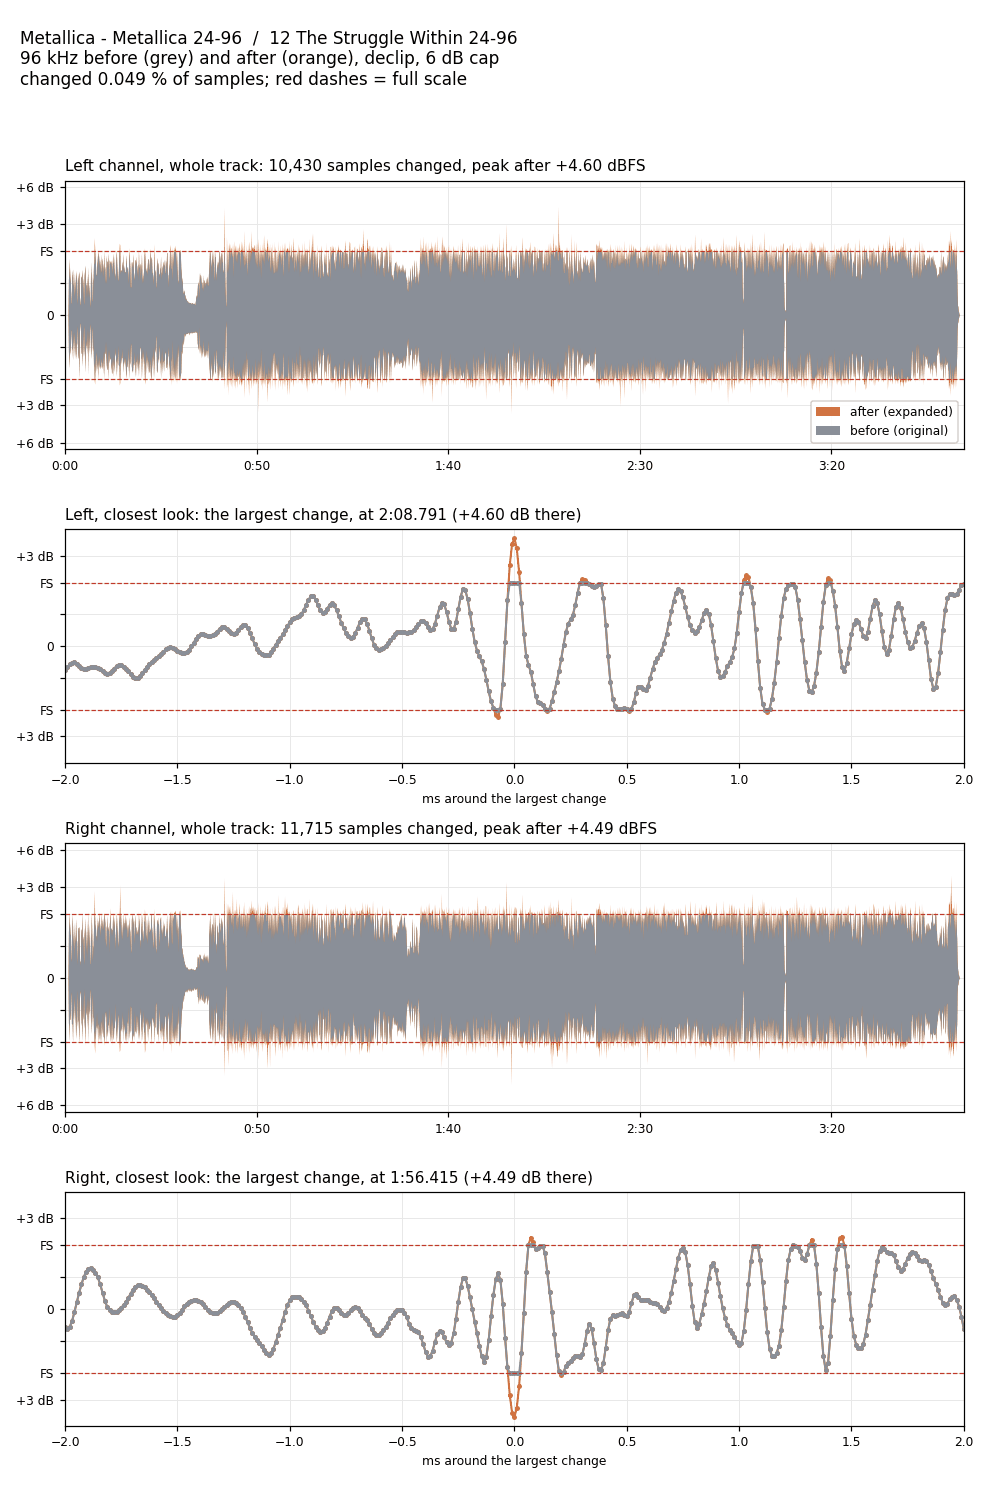 Metallica - Metallica 24-96  /  12 The Struggle Within 24-96
96 kHz before (grey) and after (orange), declip, 6 dB cap
changed 0.049 % of samples; red dashes = full scale
Left channel, whole track: 10,430 samples changed, peak after +4.60 dBFS
+6 dB
+3 dB
FS
0
FS
+3 dB
+6 dB
after (expanded)
before (original)
0:00 0:50 1:40 2:30 3:20
Left, closest look: the largest change, at 2:08.791 (+4.60 dB there)
+3 dB
FS
0
FS
+3 dB
−2.0 −1.5 −1.0 −0.5 0.0 0.5 1.0 1.5 2.0
ms around the largest change
Right channel, whole track: 11,715 samples changed, peak after +4.49 dBFS
+6 dB
+3 dB
FS
0
FS
+3 dB
+6 dB
0:00 0:50 1:40 2:30 3:20
Right, closest look: the largest change, at 1:56.415 (+4.49 dB there)
+3 dB
FS
0
FS
+3 dB
−2.0 −1.5 −1.0 −0.5 0.0 0.5 1.0 1.5 2.0
ms around the largest change